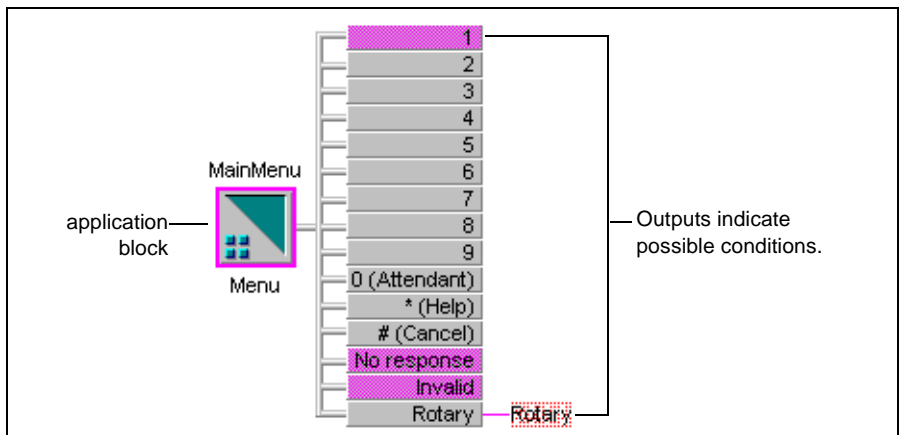 1
2
3
4
5
6
7
8
9
0 (Attendant)
* (Help)
# (Cancel)
No response
Invalid
Rotary
Rotary
MainMenu
Menu
application
block
Outputs indicate
possible conditions.